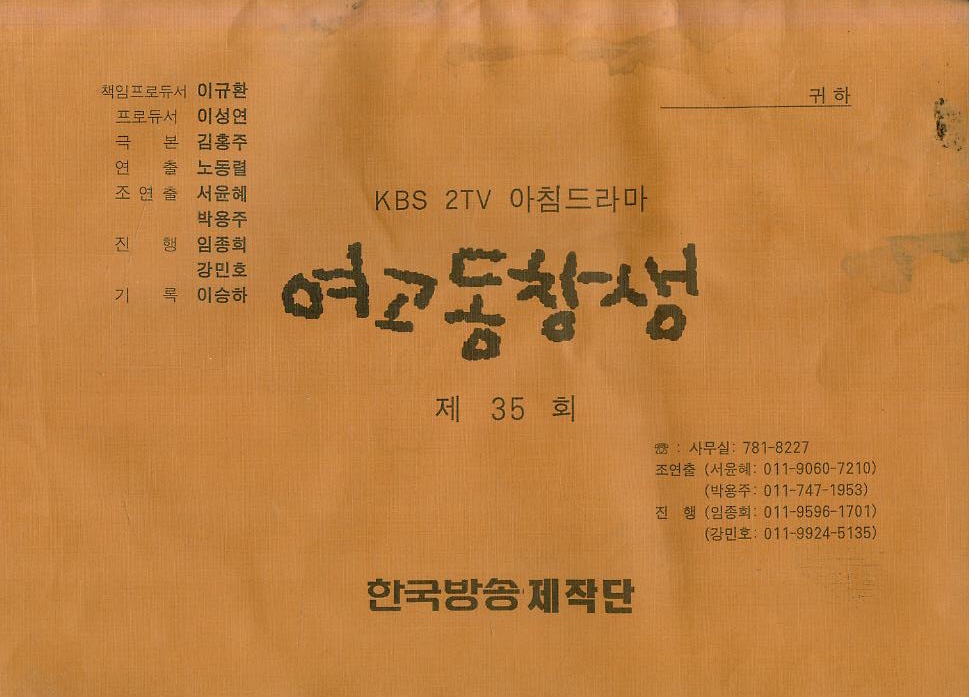 책임프로듀서 이규환
프로듀서 이성연
극 본 김홍주
연 출 노동렬
조 연 출 서윤혜
박용주
진 행 임종희
강민호
기 록 이승하
귀 하
KBS 2TV 아침드라마
여고동창생
제 35 회
☎ : 사무실: 781-8227
조연출 (서윤혜: 011-9060-7210)
(박용주: 011-747-1953)
진 행 (임종희: 011-9596-1701)
(강민호: 011-9924-5135)
한국방송제작단